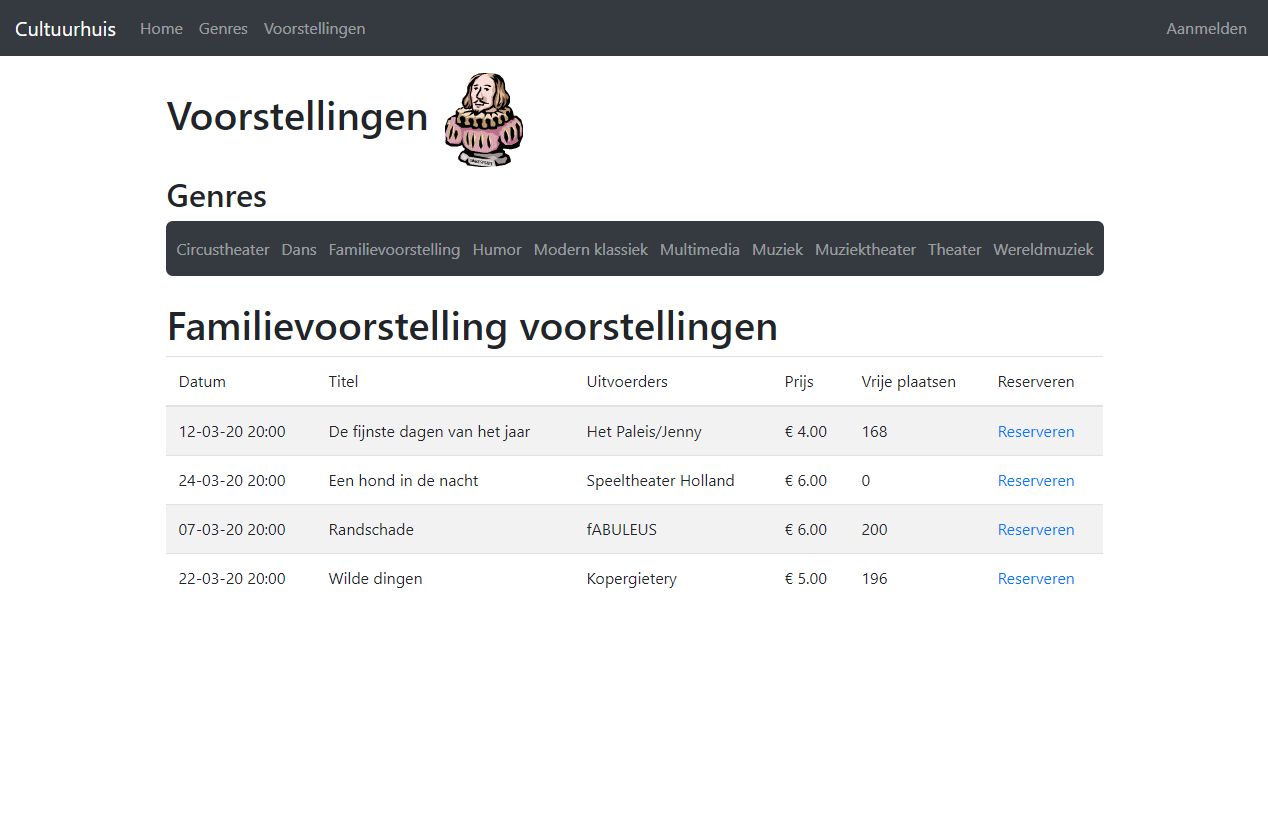 Cultuurhuis Home Genres Voorstellingen Aanmelden
Voorstellingen
Genres
Circustheater Dans Familievoorstelling Humor Modern klassiek Multimedia Muziek Muziektheater Theater Wereldmuziek
Familievoorstelling voorstellingen
Datum Titel Uitvoerders Prijs Vrije plaatsen Reserveren
12-03-20 20:00 De fijnste dagen van het jaar Het Paleis/Jenny € 4.00 168 Reserveren
24-03-20 20:00 Een hond in de nacht Speeltheater Holland € 6.00 0 Reserveren
07-03-20 20:00 Randschade fABULEUS € 6.00 200 Reserveren
22-03-20 20:00 Wilde dingen Kopergietery € 5.00 196 Reserveren